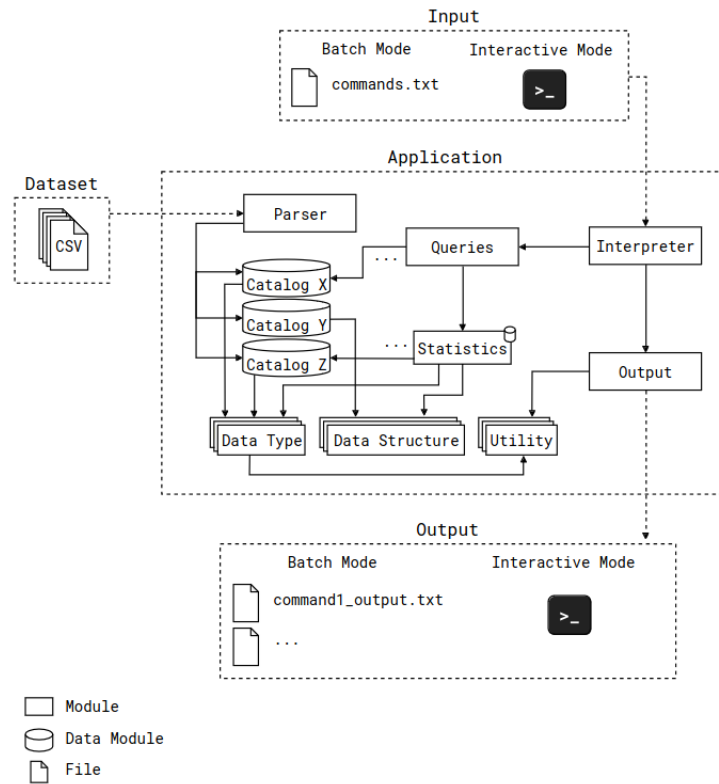 Input
Batch Mode
Interactive Mode
commands.txt
>_
Application
Dataset
CSV
Parser
Queries
Interpreter
...
Catalog X
Catalog Y
...
Statistics
Catalog Z
Output
Data Type
Data Structure
Utility
Output
Batch Mode
Interactive Mode
command1_output.txt
>_
...
Module
Data Module
File